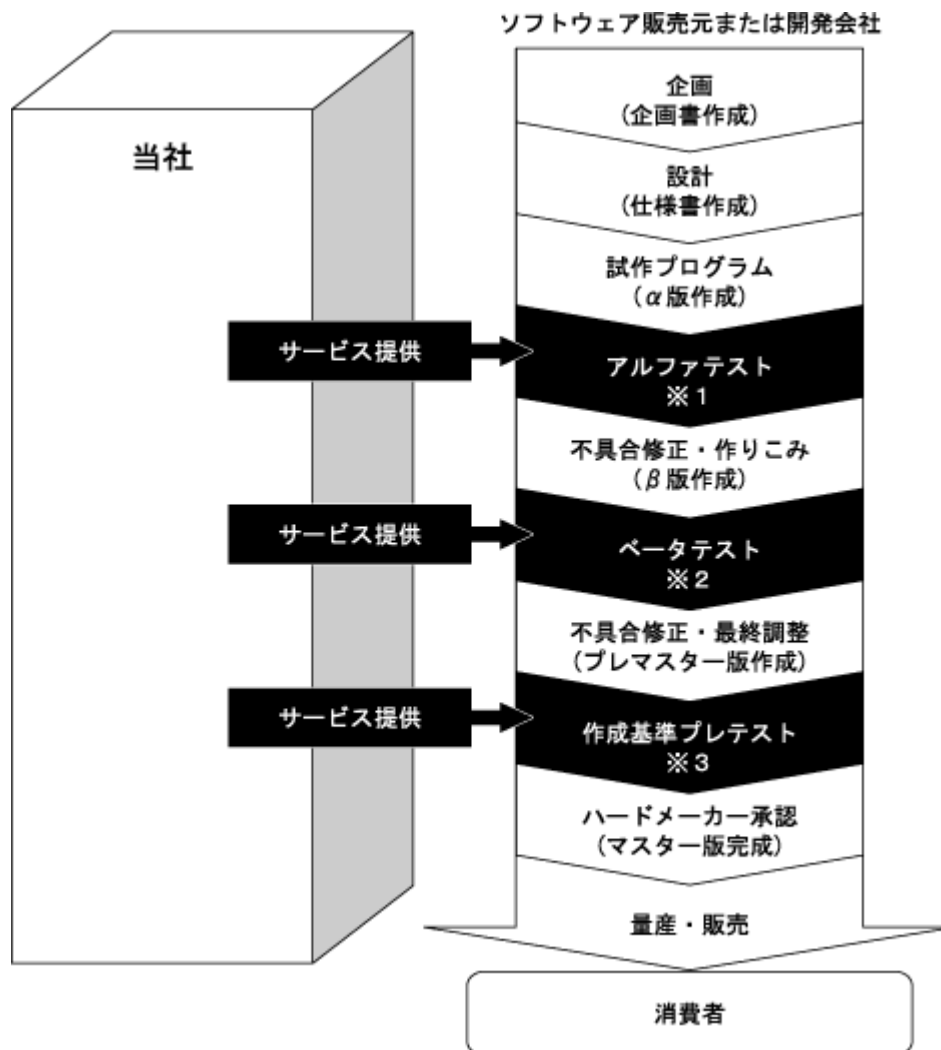 ソフトウェア販売元または開発会社
当社
企画
(企画書作成)
設計
(仕様書作成)
試作プログラム
(α版作成)
サービス提供
アルファテスト
※1
不具合修正・作りこみ
(β版作成)
サービス提供
ベータテスト
※2
不具合修正・最終調整
(プレマスター版作成)
サービス提供
作成基準プレテスト
※3
ハードメーカー承認
(マスター版完成)
量産・販売
消費者